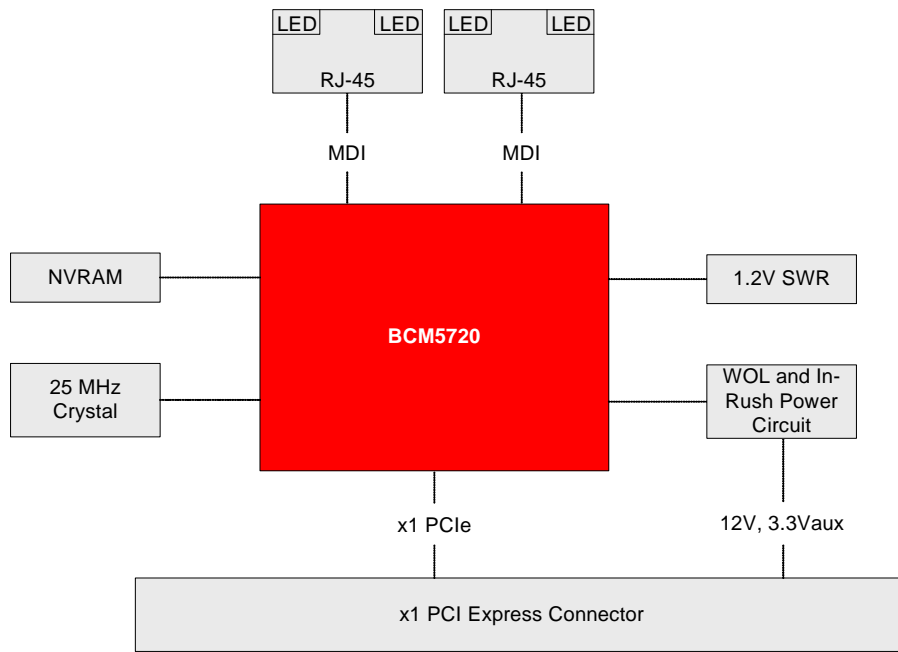 LED LED LED LED
RJ-45 RJ-45
MDI MDI
NVRAM
1.2V SWR
BCM5720
25 MHz
Crystal
WOL and In-
Rush Power
Circuit
x1 PCIe
12V, 3.3Vaux
x1 PCI Express Connector